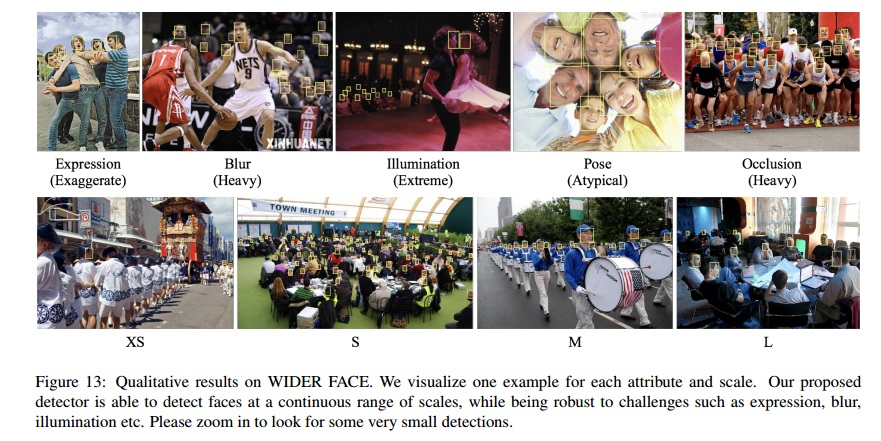 NETS
9
1
XINHUANET
Expression
(Exaggerate)
Blur
(Heavy)
Illumination
(Extreme)
Pose
(Atypical)
Occlusion
(Heavy)
TOWN MEETING
XS
S
M
L
Figure 13: Qualitative results on WIDER FACE. We visualize one example for each attribute and scale. Our proposed
detector is able to detect faces at a continuous range of scales, while being robust to challenges such as expression, blur,
illumination etc. Please zoom in to look for some very small detections.